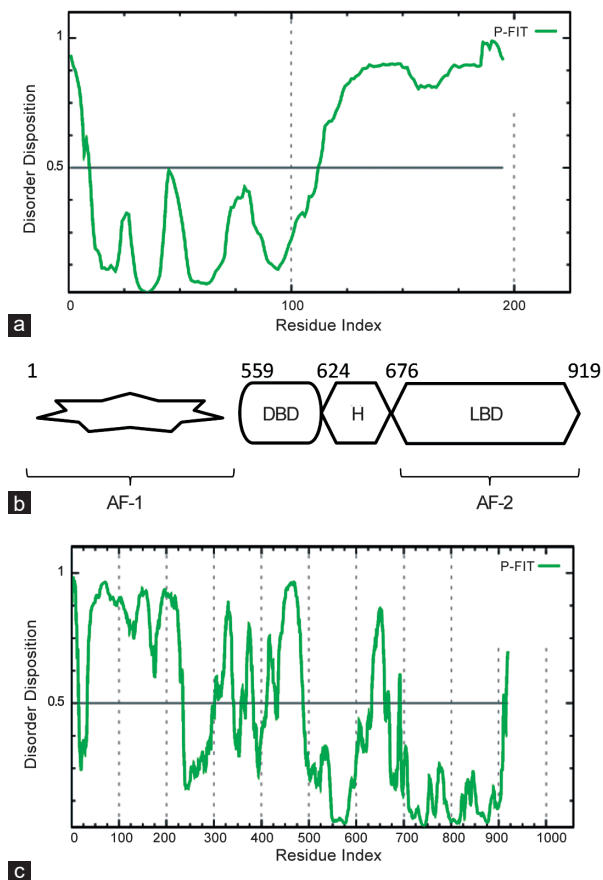 1
P-FIT
Disorder Disposition
0.5
0 100 200
Residue Index
a
1 559 624 676 919
DBD H LBD
AF-1 AF-2
b
1
P-FIT
Disorder Disposition
0.5
0 100 200 300 400 500 600 700 800 900 1000
Residue Index
c